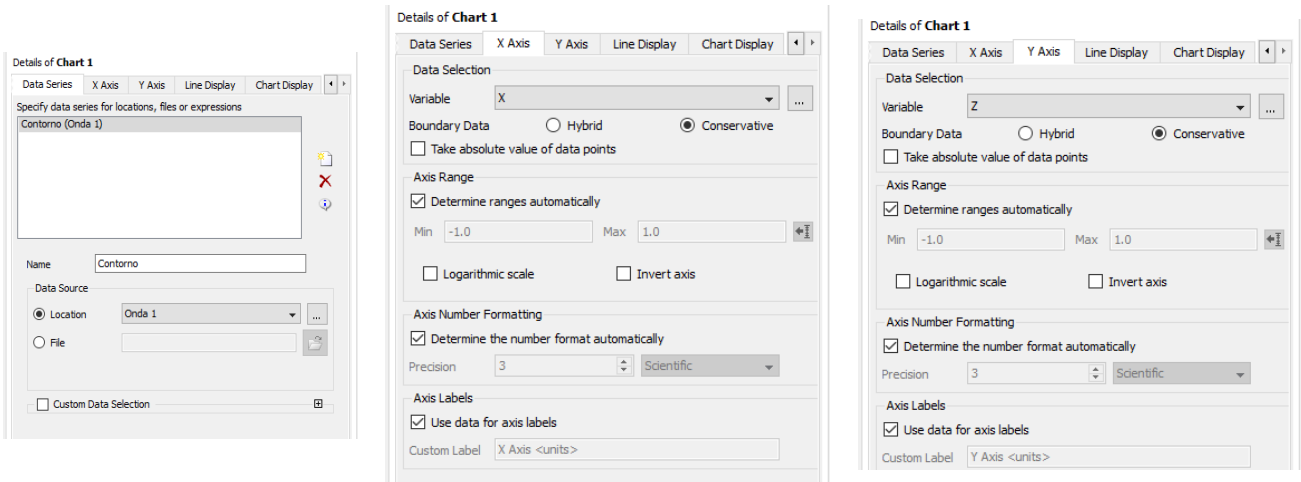 Details of Chart 1
Data Series X Axis Y Axis Line Display Chart Display
Specify data series for locations, files or expressions
Contorno (Onda 1)
Name Contorno
Data Source
Location Onda 1 ...
File
Custom Data Selection
Details of Chart 1
Data Series X Axis Y Axis Line Display Chart Display
Data Selection
Variable X ...
Boundary Data Hybrid Conservative
Take absolute value of data points
Axis Range
Determine ranges automatically
Min -1.0 Max 1.0
Logarithmic scale Invert axis
Axis Number Formatting
Determine the number format automatically
Precision 3 Scientific
Axis Labels
Use data for axis labels
Custom Label X Axis <units>
Details of Chart 1
Data Series X Axis Y Axis Line Display Chart Display
Data Selection
Variable Z ...
Boundary Data Hybrid Conservative
Take absolute value of data points
Axis Range
Determine ranges automatically
Min -1.0 Max 1.0
Logarithmic scale Invert axis
Axis Number Formatting
Determine the number format automatically
Precision 3 Scientific
Axis Labels
Use data for axis labels
Custom Label Y Axis <units>